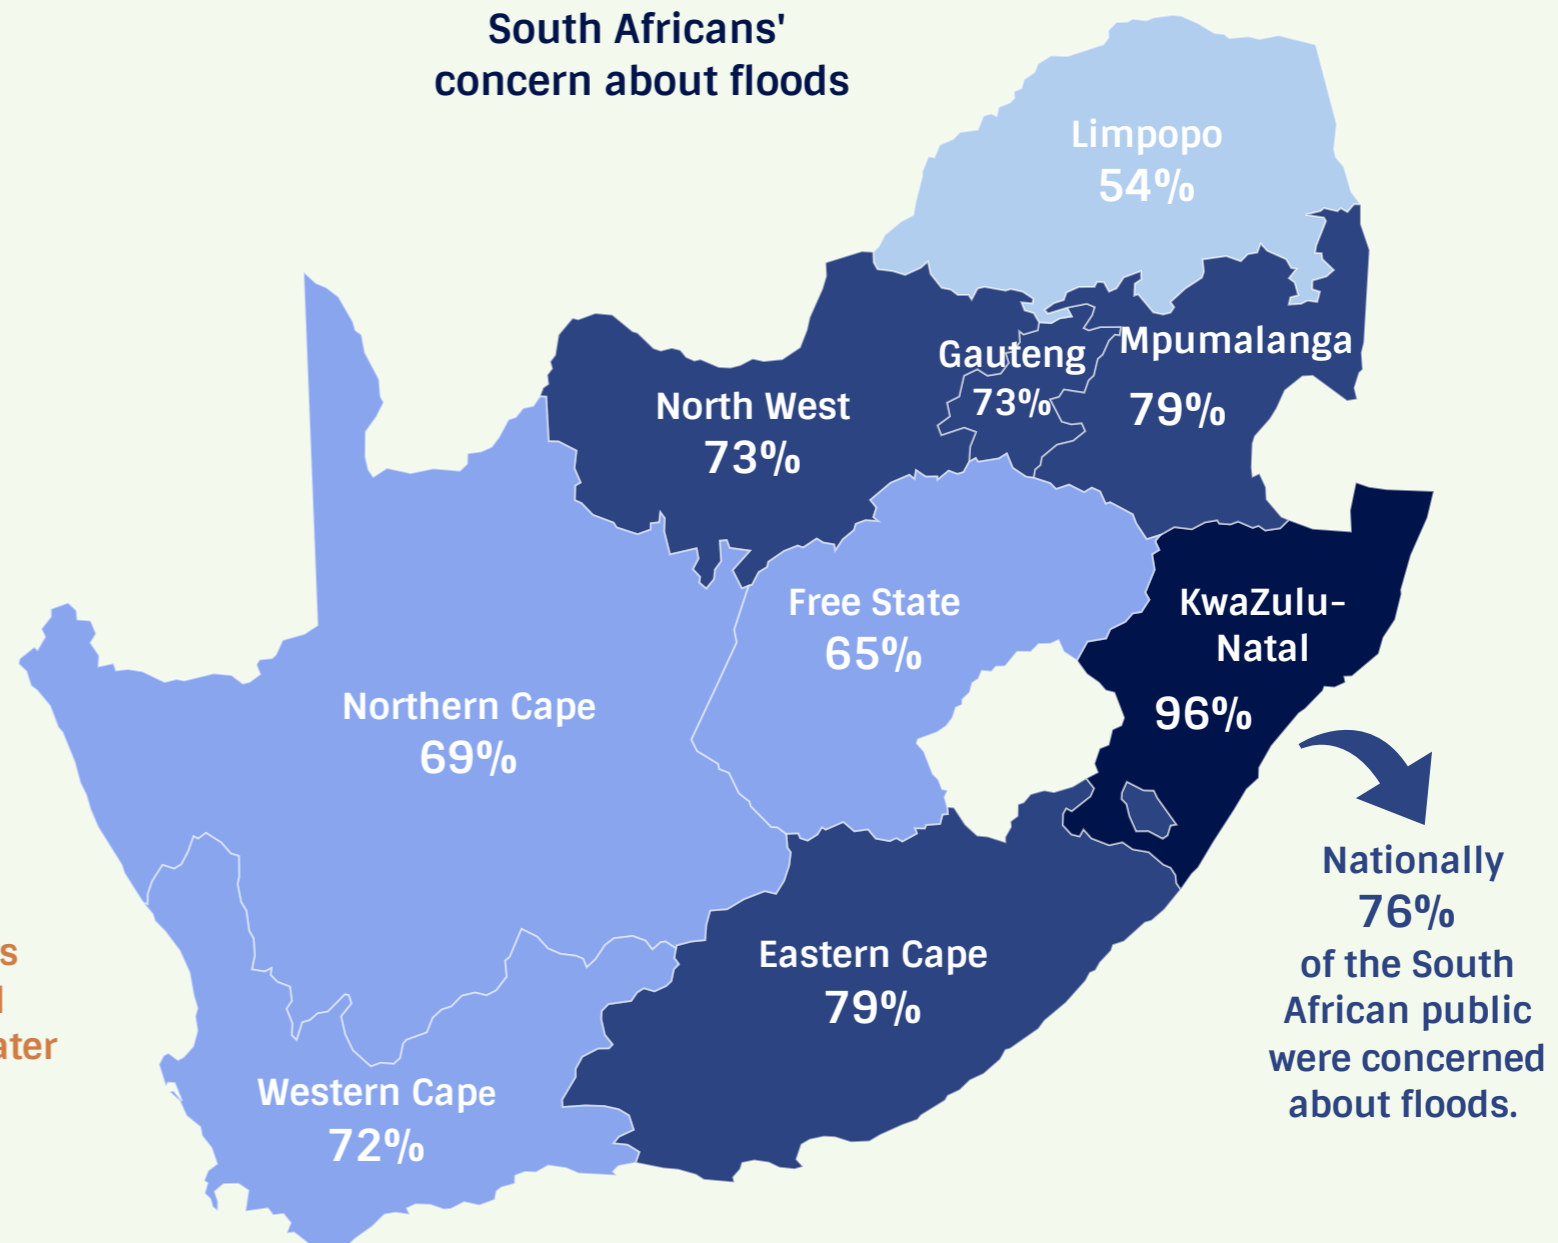 South Africans'
concern about floods
Limpopo
54%
Gauteng
73%
Mpumalanga
79%
North West
73%
Free State
65%
KwaZulu-
Natal
96%
Northern Cape
69%
Nationally
76%
of the South
African public
were concerned
about floods.
Eastern Cape
79%
Western Cape
72%